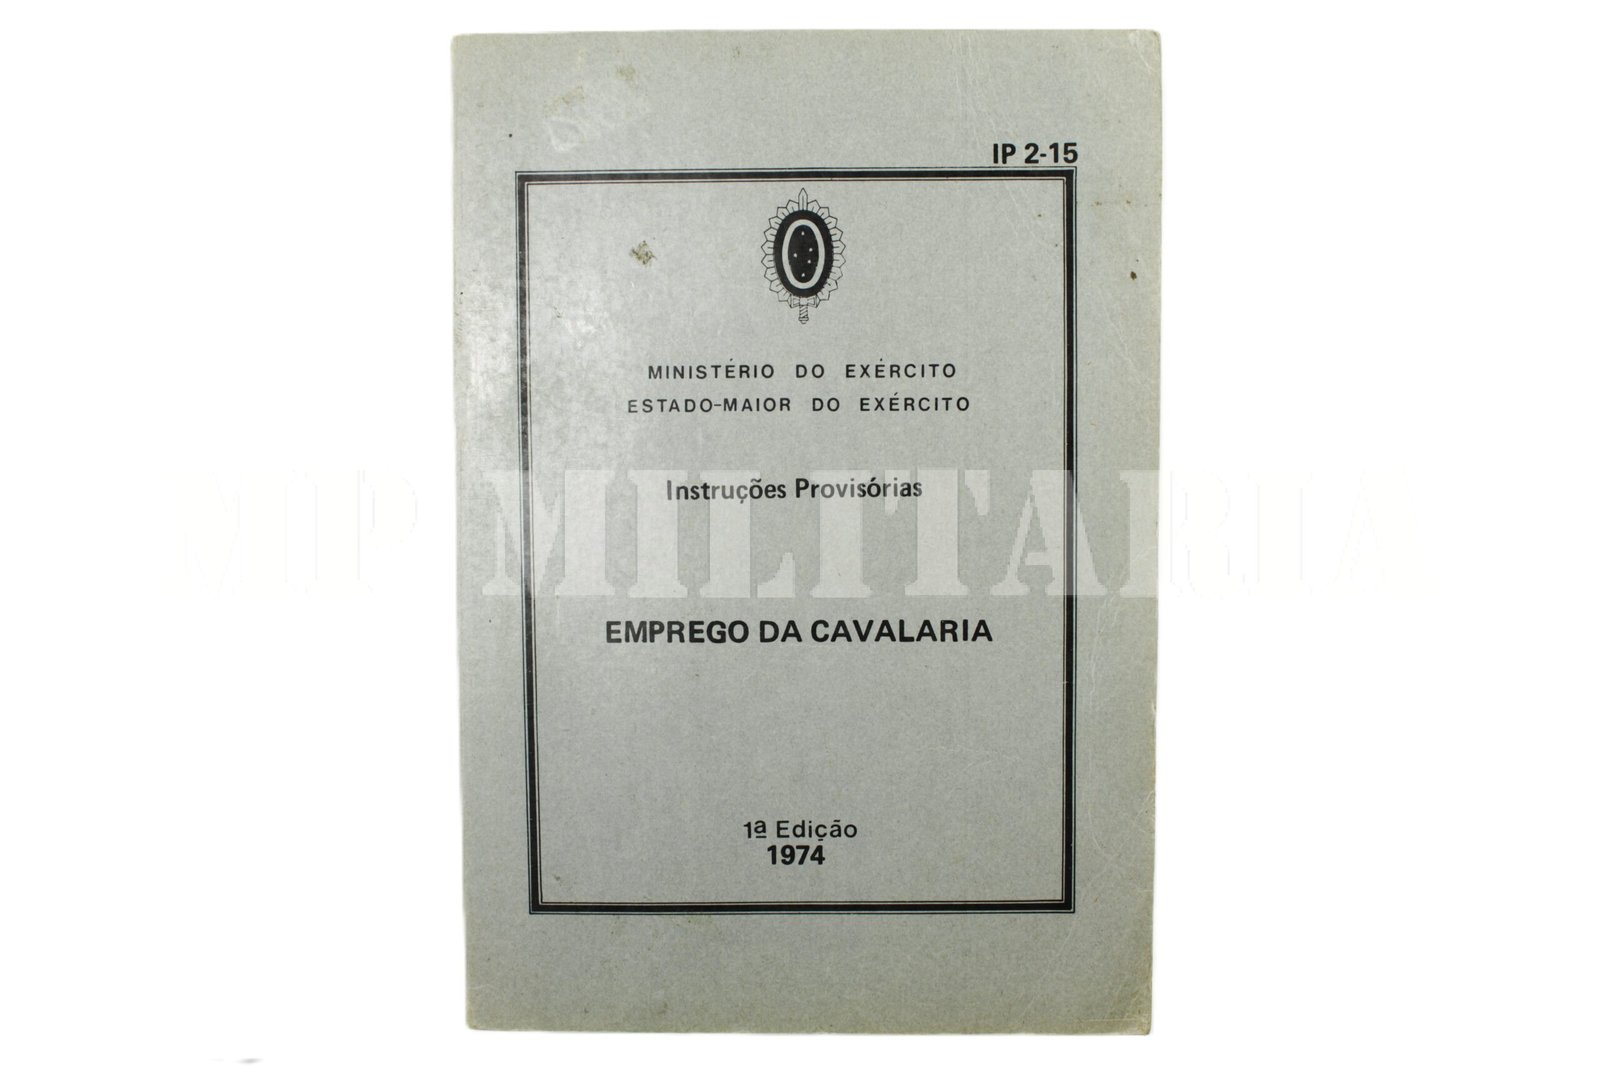 IP 2-15
MINISTÉRIO DO EXÉRCITO
ESTADO-MAIOR DO EXÉRCITO
Instruções Provisórias
VIP MILITARIA
EMPREGO DA CAVALARIA
1ª Edição
1974